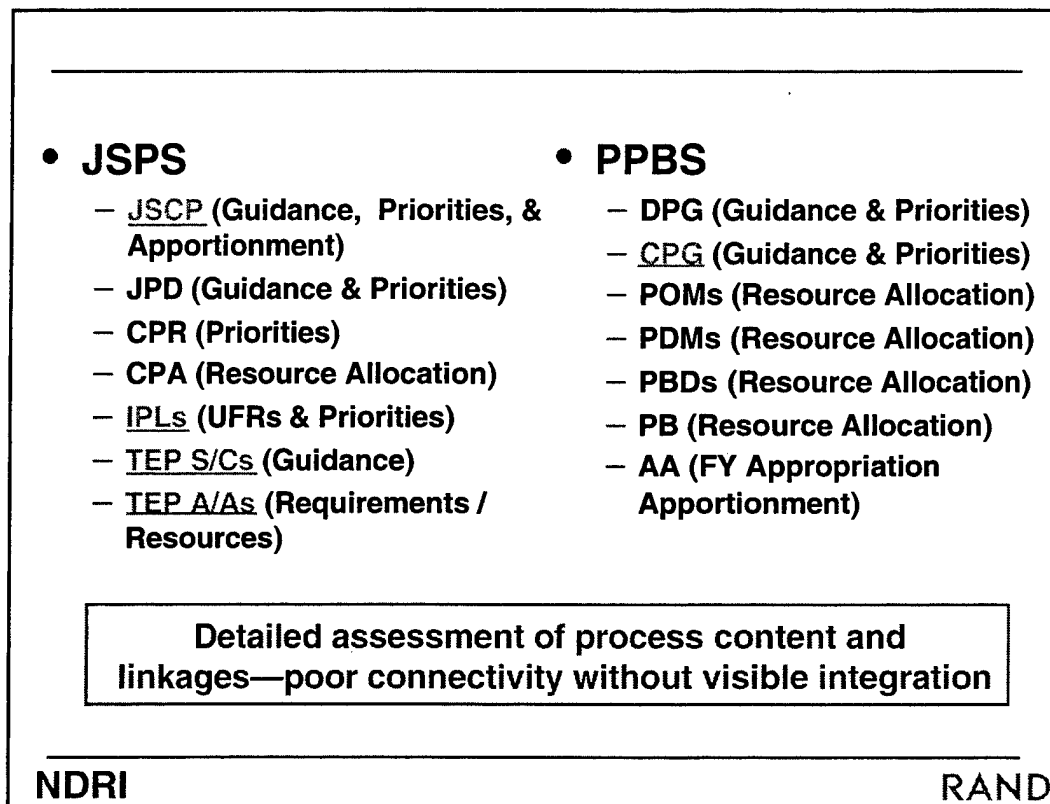 • JSPS
– JSCP (Guidance, Priorities, &
Apportionment)
– JPD (Guidance & Priorities)
– CPR (Priorities)
– CPA (Resource Allocation)
– IPLs (UFRs & Priorities)
– TEP S/Cs (Guidance)
– TEP A/As (Requirements /
Resources)
• PPBS
– DPG (Guidance & Priorities)
– CPG (Guidance & Priorities)
– POMs (Resource Allocation)
– PDMs (Resource Allocation)
– PBDs (Resource Allocation)
– PB (Resource Allocation)
– AA (FY Appropriation
Apportionment)
Detailed assessment of process content and
linkages—poor connectivity without visible integration
NDRI
RAND